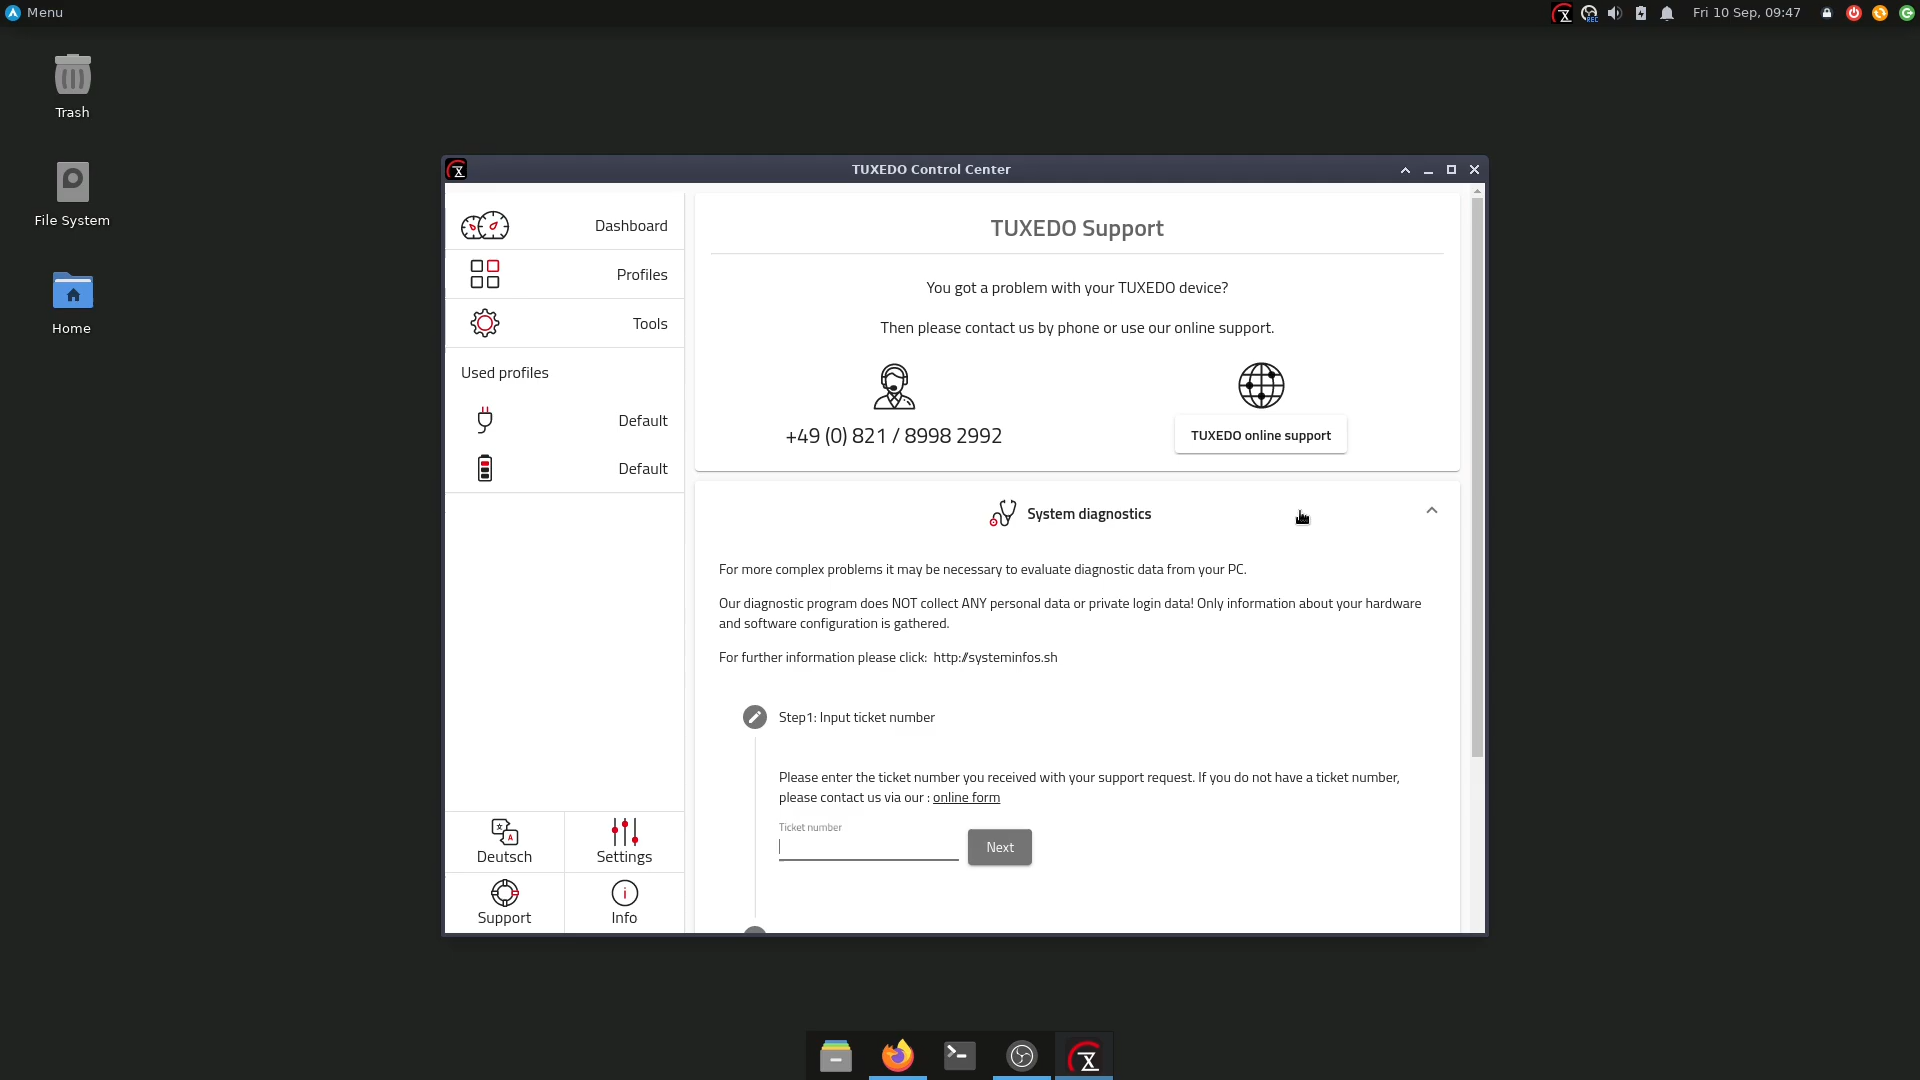 Menu
Fri 10 Sep, 09:47
Trash
File System
Home
TUXEDO Control Center
Dashboard
Profiles
Tools
Used profiles
Default
Default
Deutsch
Settings
Support
Info
TUXEDO Support
You got a problem with your TUXEDO device?
Then please contact us by phone or use our online support.
+49 (0) 821 / 8998 2992
TUXEDO online support
System diagnostics
For more complex problems it may be necessary to evaluate diagnostic data from your PC.
Our diagnostic program does NOT collect ANY personal data or private login data! Only information about your hardware
and software configuration is gathered.
For further information please click: http://systeminfos.sh
Step1: Input ticket number
Please enter the ticket number you received with your support request. If you do not have a ticket number,
please contact us via our : online form
Ticket number
Next